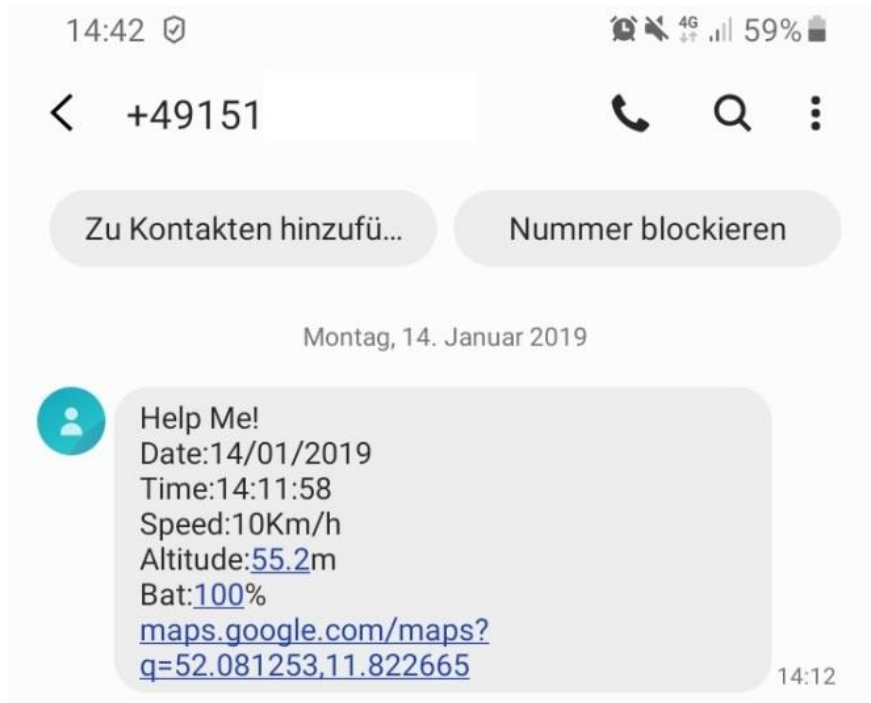 14:42 4G 59%
+49151
Zu Kontakten hinzufü...
Nummer blockieren
Montag, 14. Januar 2019
Help Me!
Date:14/01/2019
Time:14:11:58
Speed:10Km/h
Altitude:55.2m
Bat:100%
maps.google.com/maps?
q=52.081253,11.822665
14:12